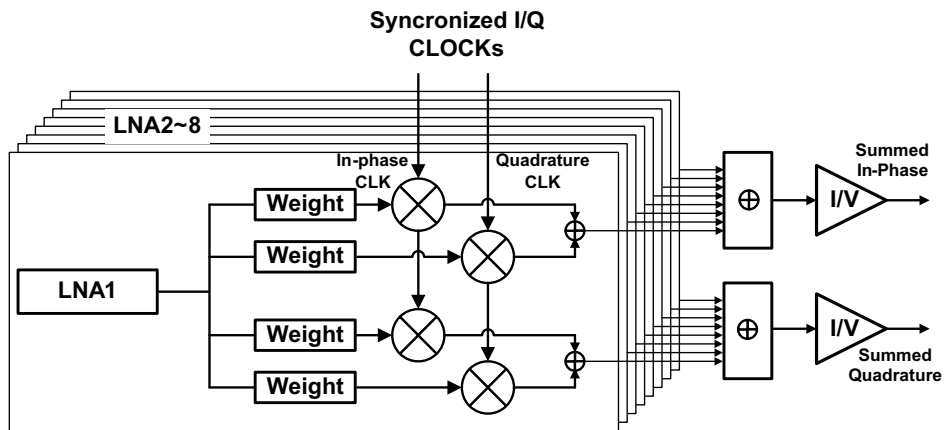 Syncronized I/Q
CLOCKs
LNA2~8
In-phase
CLK
Quadrature
CLK
Weight
Weight
LNA1
Weight
Weight
I/V
Summed
In-Phase
I/V
Summed
Quadrature